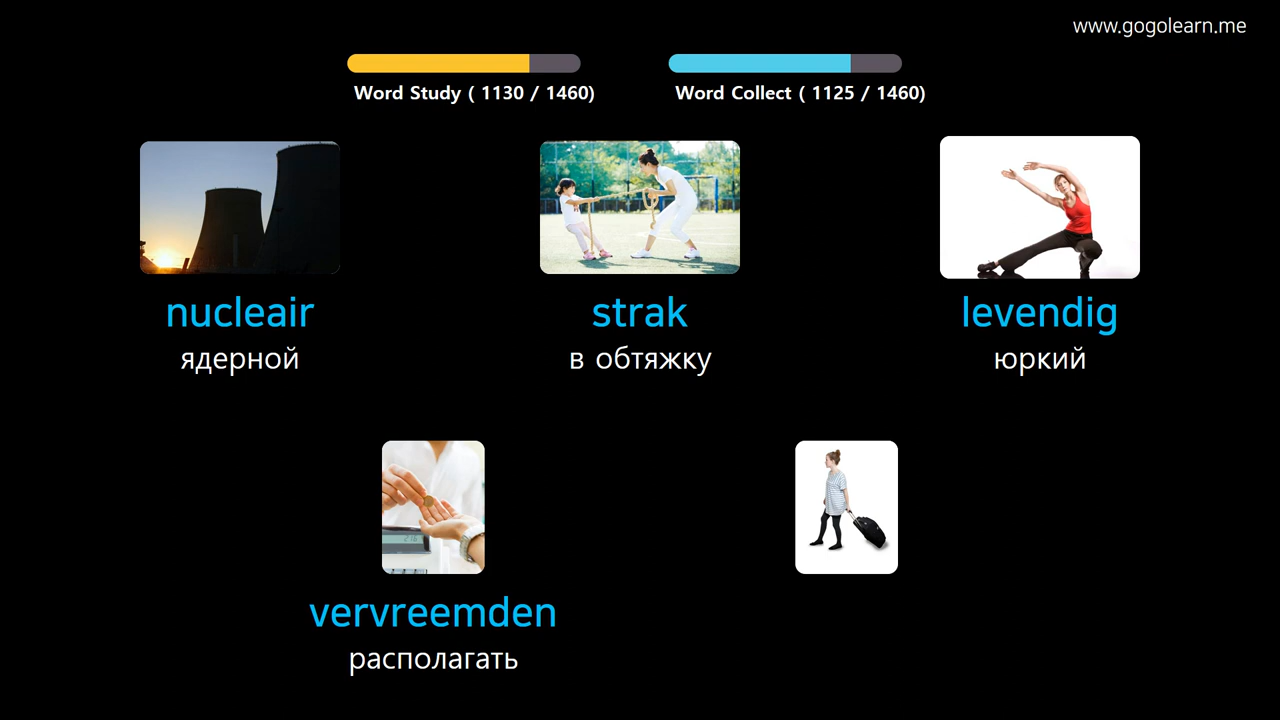 www.gogolearn.me
Word Study ( 1130 / 1460)
Word Collect ( 1125 / 1460)
nucleair
ядерной
strak
в обтяжку
levendig
юркий
vervreemden
располагать